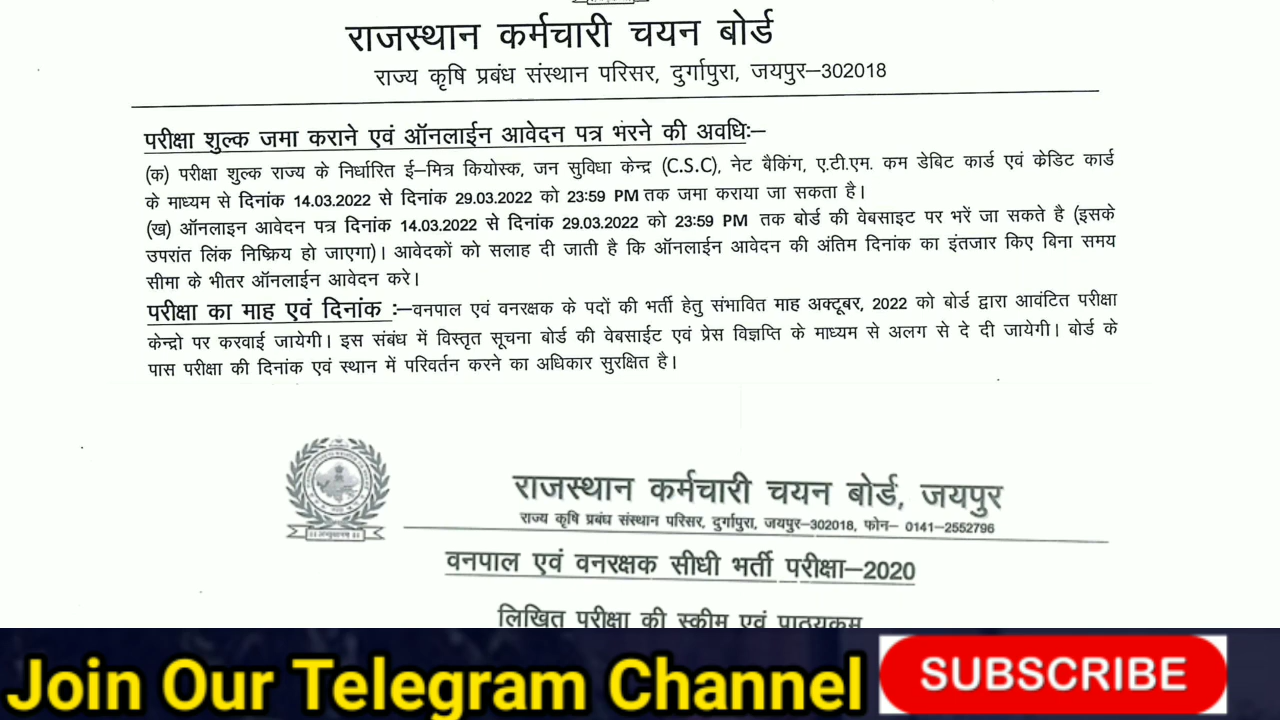 राजस्थान कर्मचारी चयन बोर्ड
राज्य कृषि प्रबंध संस्थान परिसर, दुर्गापुरा, जयपुर–302018
परीक्षा शुल्क जमा कराने एवं ऑनलाईन आवेदन पत्र भरने की अवधिः–
(क) परीक्षा शुल्क राज्य के निर्धारित ई–मित्र कियोस्क, जन सुविधा केन्द्र (C.S.C), नेट बैकिंग, ए.टी.एम. कम डेबिट कार्ड एवं क्रेडिट कार्ड
के माध्यम से दिनांक 14.03.2022 से दिनांक 29.03.2022 को 23:59 PM तक जमा कराया जा सकता है।
(ख) ऑनलाइन आवेदन पत्र दिनांक 14.03.2022 से दिनांक 29.03.2022 को 23:59 PM तक बोर्ड की वेबसाइट पर भरें जा सकते है (इसके
उपरांत लिंक निष्क्रिय हो जाएगा)। आवेदकों को सलाह दी जाती है कि ऑनलाईन आवेदन की अंतिम दिनांक का इंतजार किए बिना समय
सीमा के भीतर ऑनलाईन आवेदन करे।
परीक्षा का माह एवं दिनांक :–वनपाल एवं वनरक्षक के पदों की भर्ती हेतु संभावित माह अक्टूबर, 2022 को बोर्ड द्वारा आवंटित परीक्षा
केन्द्रो पर करवाई जायेगी। इस संबंध में विस्तृत सूचना बोर्ड की वेबसाईट एवं प्रेस विज्ञप्ति के माध्यम से अलग से दे दी जायेगी। बोर्ड के
पास परीक्षा की दिनांक एवं स्थान में परिवर्तन करने का अधिकार सुरक्षित है।
राजस्थान कर्मचारी चयन बोर्ड, जयपुर
राज्य कृषि प्रबंध संस्थान परिसर, दुर्गापुरा, जयपुर–302018, फोन– 0141–2552796
वनपाल एवं वनरक्षक सीधी भर्ती परीक्षा–2020
लिखित परीक्षा की स्कीम एवं पाठ्यक्रम
Join Our Telegram Channel
SUBSCRIBE